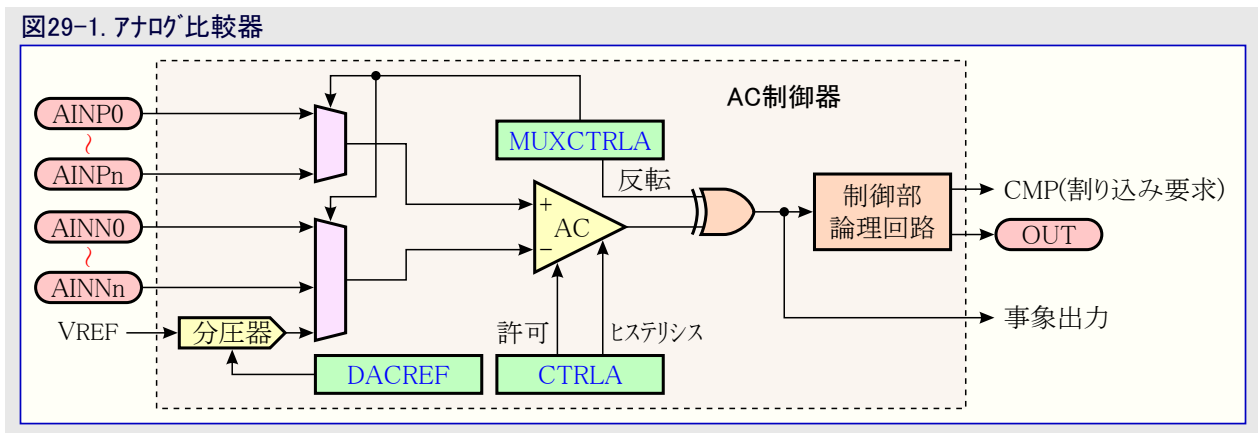 図29-1. アナログ比較器
AC制御器
AINP0
～
AINPn
AINN0
～
AINNn
VREF
分圧器
DACREF
MUXCTRLA
反転
+
AC
−
許可
ヒステリシス
CTRLA
制御部
論理回路
CMP(割り込み要求)
OUT
事象出力